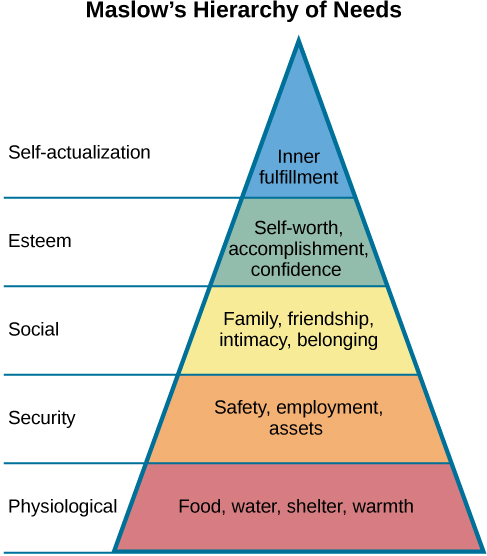 Maslow’s Hierarchy of Needs
Self-actualization
Inner
fulfillment
Esteem
Self-worth,
accomplishment,
confidence
Social
Family, friendship,
intimacy, belonging
Security
Safety, employment,
assets
Physiological
Food, water, shelter, warmth